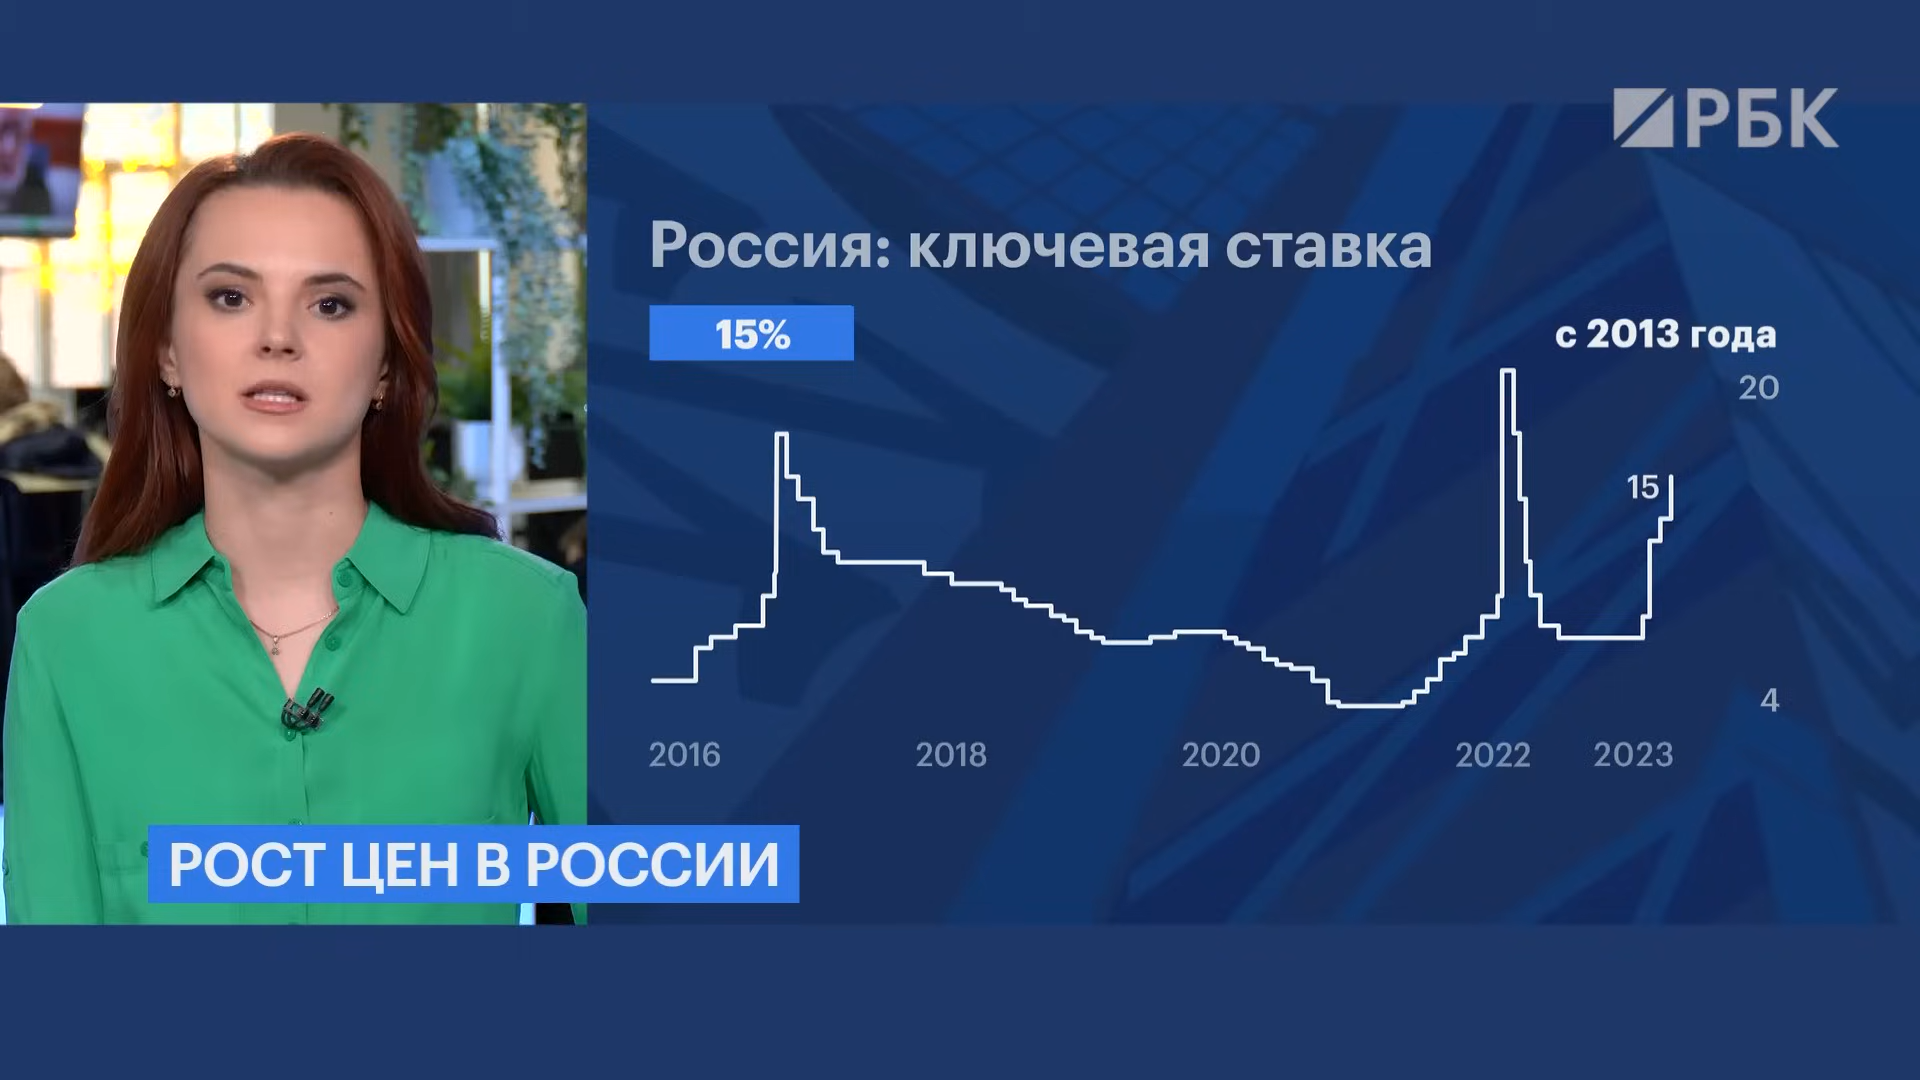 РБК
Россия: ключевая ставка
15%
с 2013 года
20
15
4
2016 2018 2020 2022 2023
РОСТ ЦЕН В РОССИИ